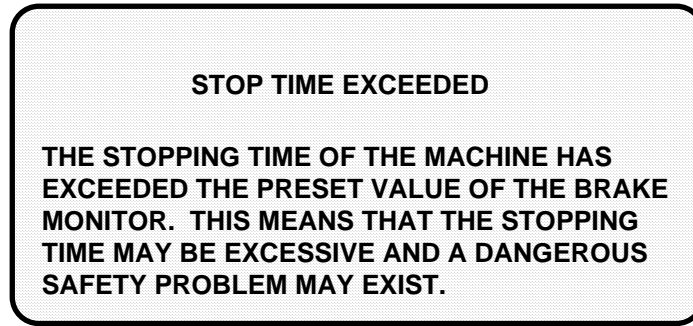 STOP TIME EXCEEDED
THE STOPPING TIME OF THE MACHINE HAS
EXCEEDED THE PRESET VALUE OF THE BRAKE
MONITOR.  THIS MEANS THAT THE STOPPING
TIME MAY BE EXCESSIVE AND A DANGEROUS
SAFETY PROBLEM MAY EXIST.